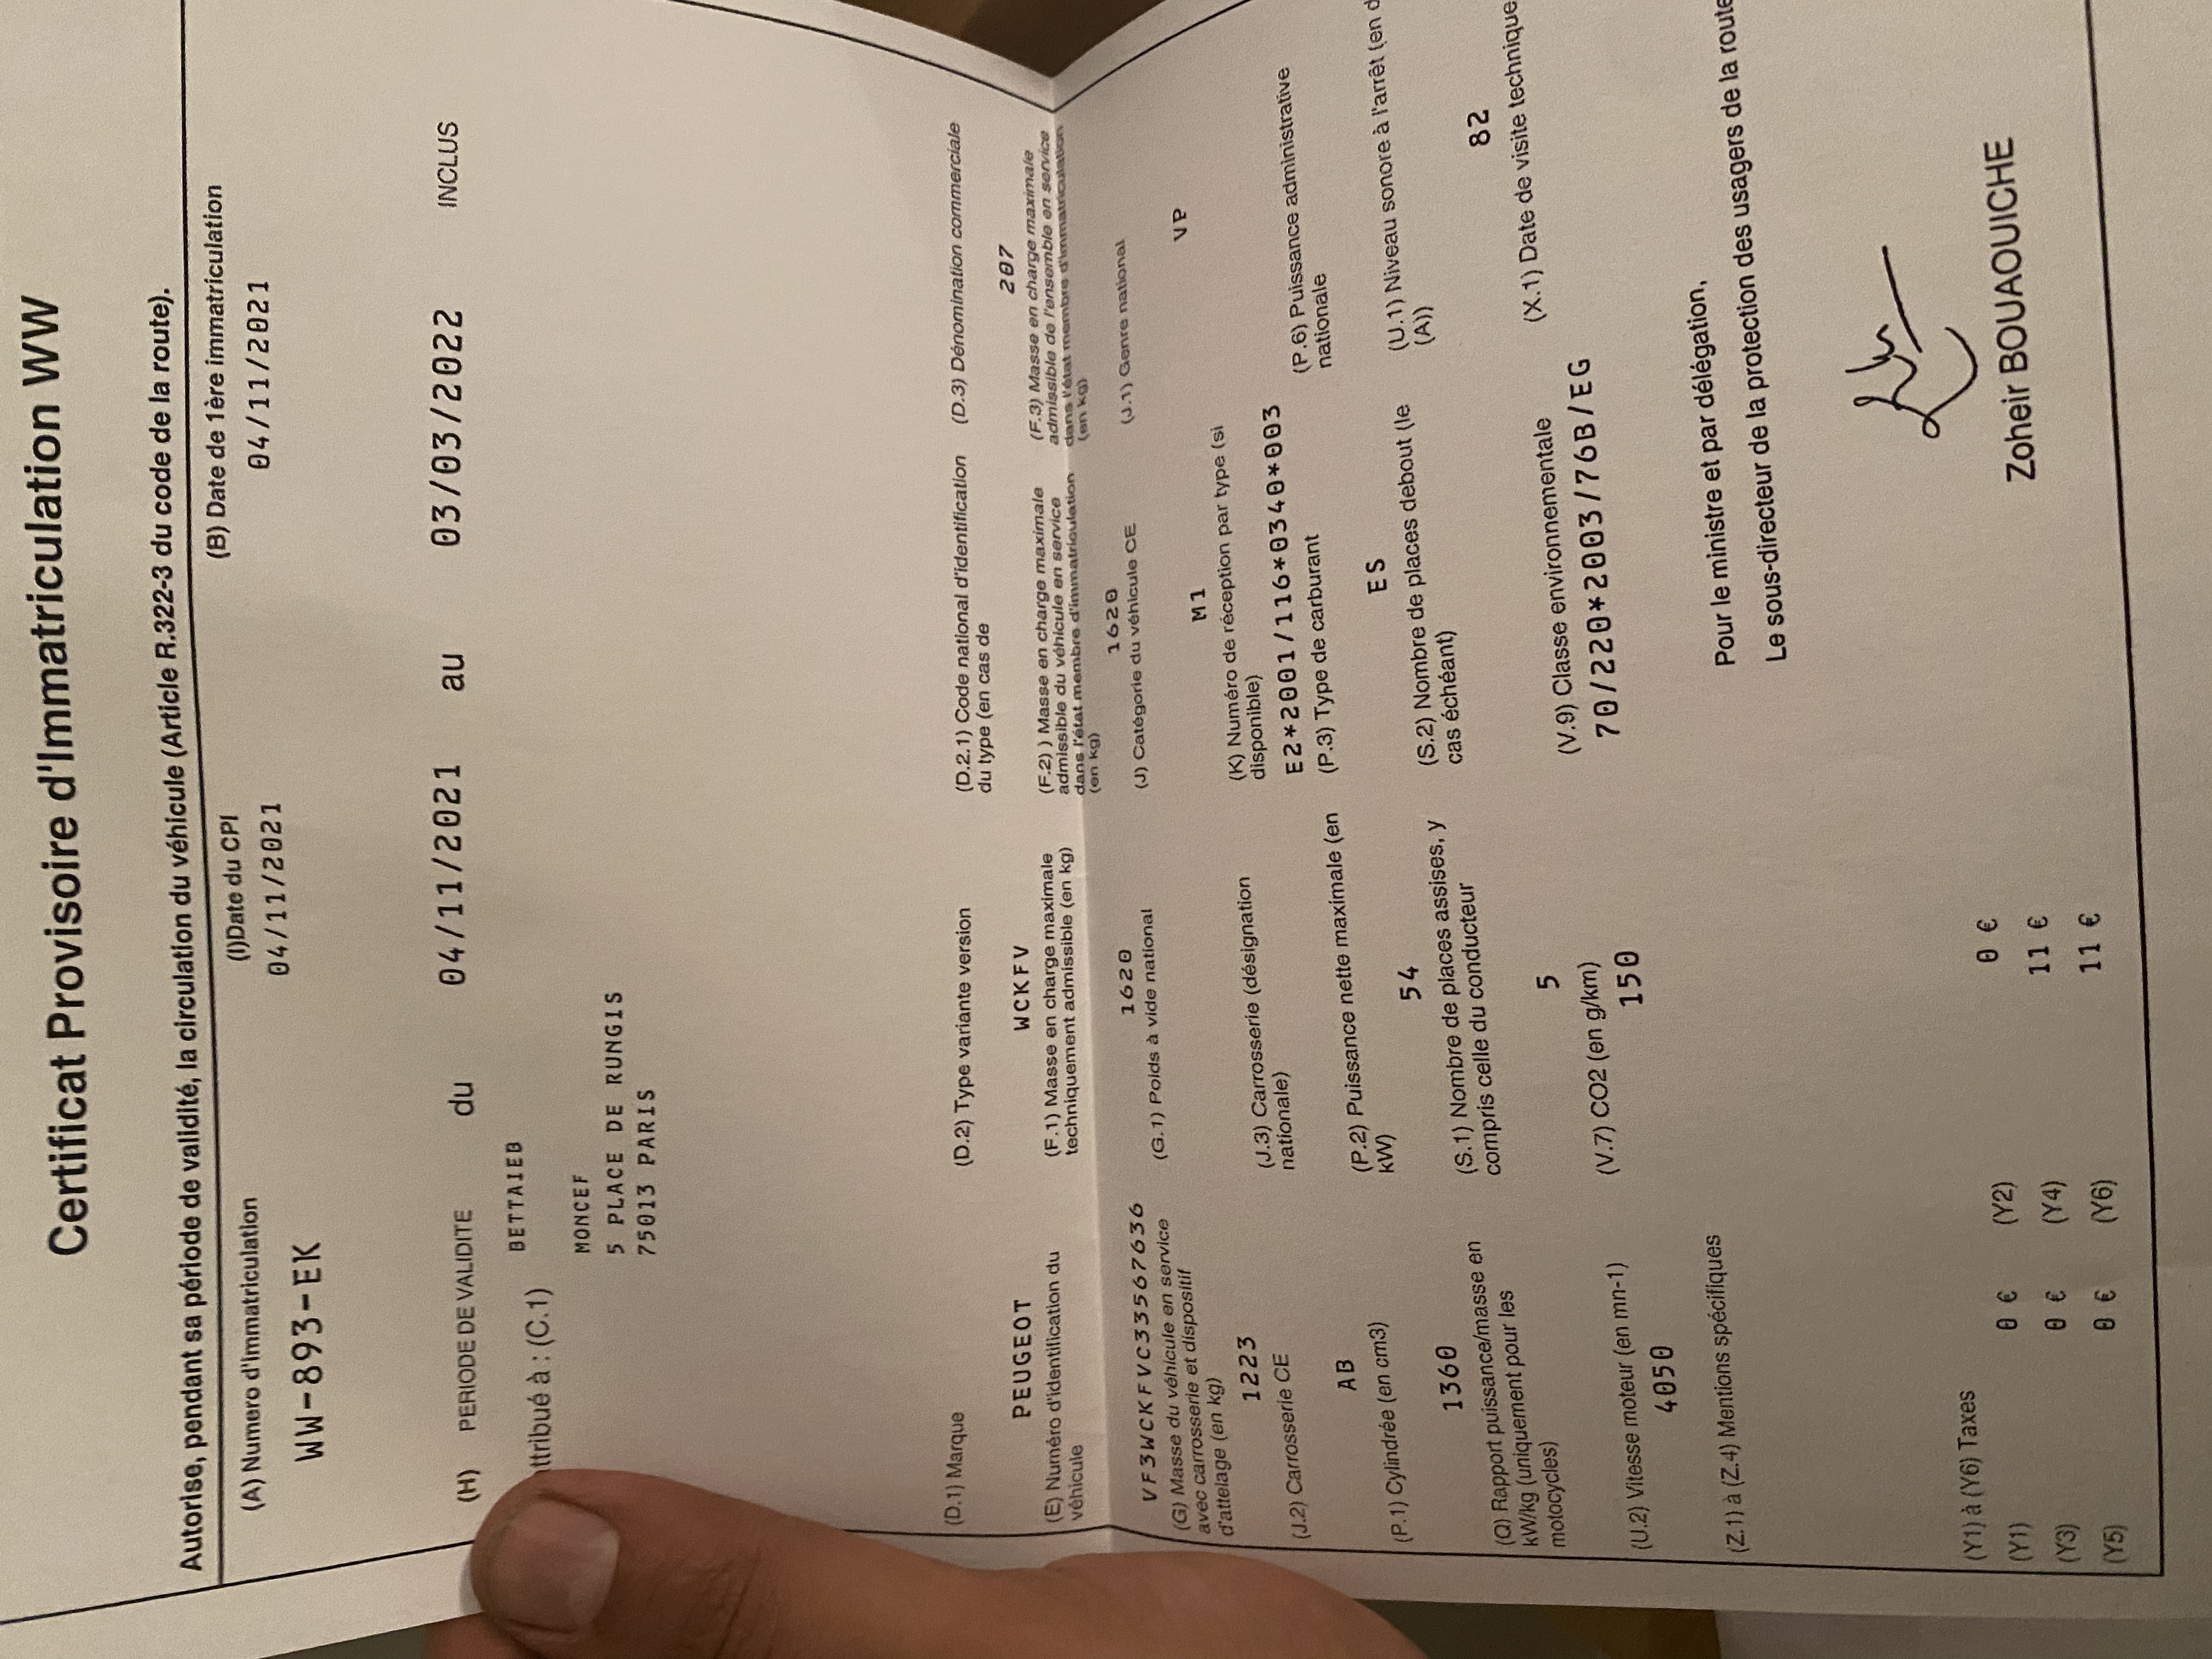 Certificat Provisoire d'Immatriculation WW
Autorise, pendant sa période de validité, la circulation du véhicule (Article R.322-3 du code de la route).
(A) Numero d'immatriculation (I)Date du CPI (B) Date de 1ère immatriculation
WW-893-EK 04/11/2021 04/11/2021
(H) PERIODE DE VALIDITE du 04/11/2021 au 03/03/2022 INCLUS
ttribué à : (C.1) BETTAIEB
MONCEF
5 PLACE DE RUNGIS
75013 PARIS
(D.1) Marque
PEUGEOT
(D.2) Type variante version
WCKFV
(D.2.1) Code national d'identification
du type (en cas de
(D.3) Dénomination commerciale
207
(E) Numéro d'identification du
véhicule
VF3WCKFVC33567636
(F.1) Masse en charge maximale
techniquement admissible (en kg)
1620
(F.2) ) Masse en charge maximale
admissible du véhicule en service
dans l'état membre d'immatriculation
(en kg)
1620
(F.3) Masse en charge maximale
admissible de l'ensemble en service
dans l'état membre d'immatriculation
(en kg)
(G) Masse du véhicule en service
avec carrosserie et dispositif
d'attelage (en kg)
1223
(G.1) Poids à vide national
(J) Catégorie du véhicule CE
M1
(J.1) Genre national
VP
(J.2) Carrosserie CE
AB
(J.3) Carrosserie (désignation
nationale)
(K) Numéro de réception par type (si
disponible)
E2*2001/116*0340*003
(P.1) Cylindrée (en cm3)
1360
(P.2) Puissance nette maximale (en
kW)
54
(P.3) Type de carburant
ES
(P.6) Puissance administrative
nationale
(Q) Rapport puissance/masse en
kW/kg (uniquement pour les
motocycles)
(S.1) Nombre de places assises, y
compris celle du conducteur
5
(S.2) Nombre de places debout (le
cas échéant)
(U.1) Niveau sonore à l'arrêt (en d
(A))
82
(U.2) Vitesse moteur (en mn-1)
4050
(V.7) CO2 (en g/km)
150
(V.9) Classe environnementale
70/220*2003/76B/EG
(X.1) Date de visite technique
(Z.1) à (Z.4) Mentions spécifiques
Pour le ministre et par délégation,
Le sous-directeur de la protection des usagers de la route
Zoheir BOUAOUICHE
(Y1) à (Y6) Taxes
(Y1) 0 € (Y2) 0 €
(Y3) 0 € (Y4) 11 €
(Y5) 0 € (Y6) 11 €